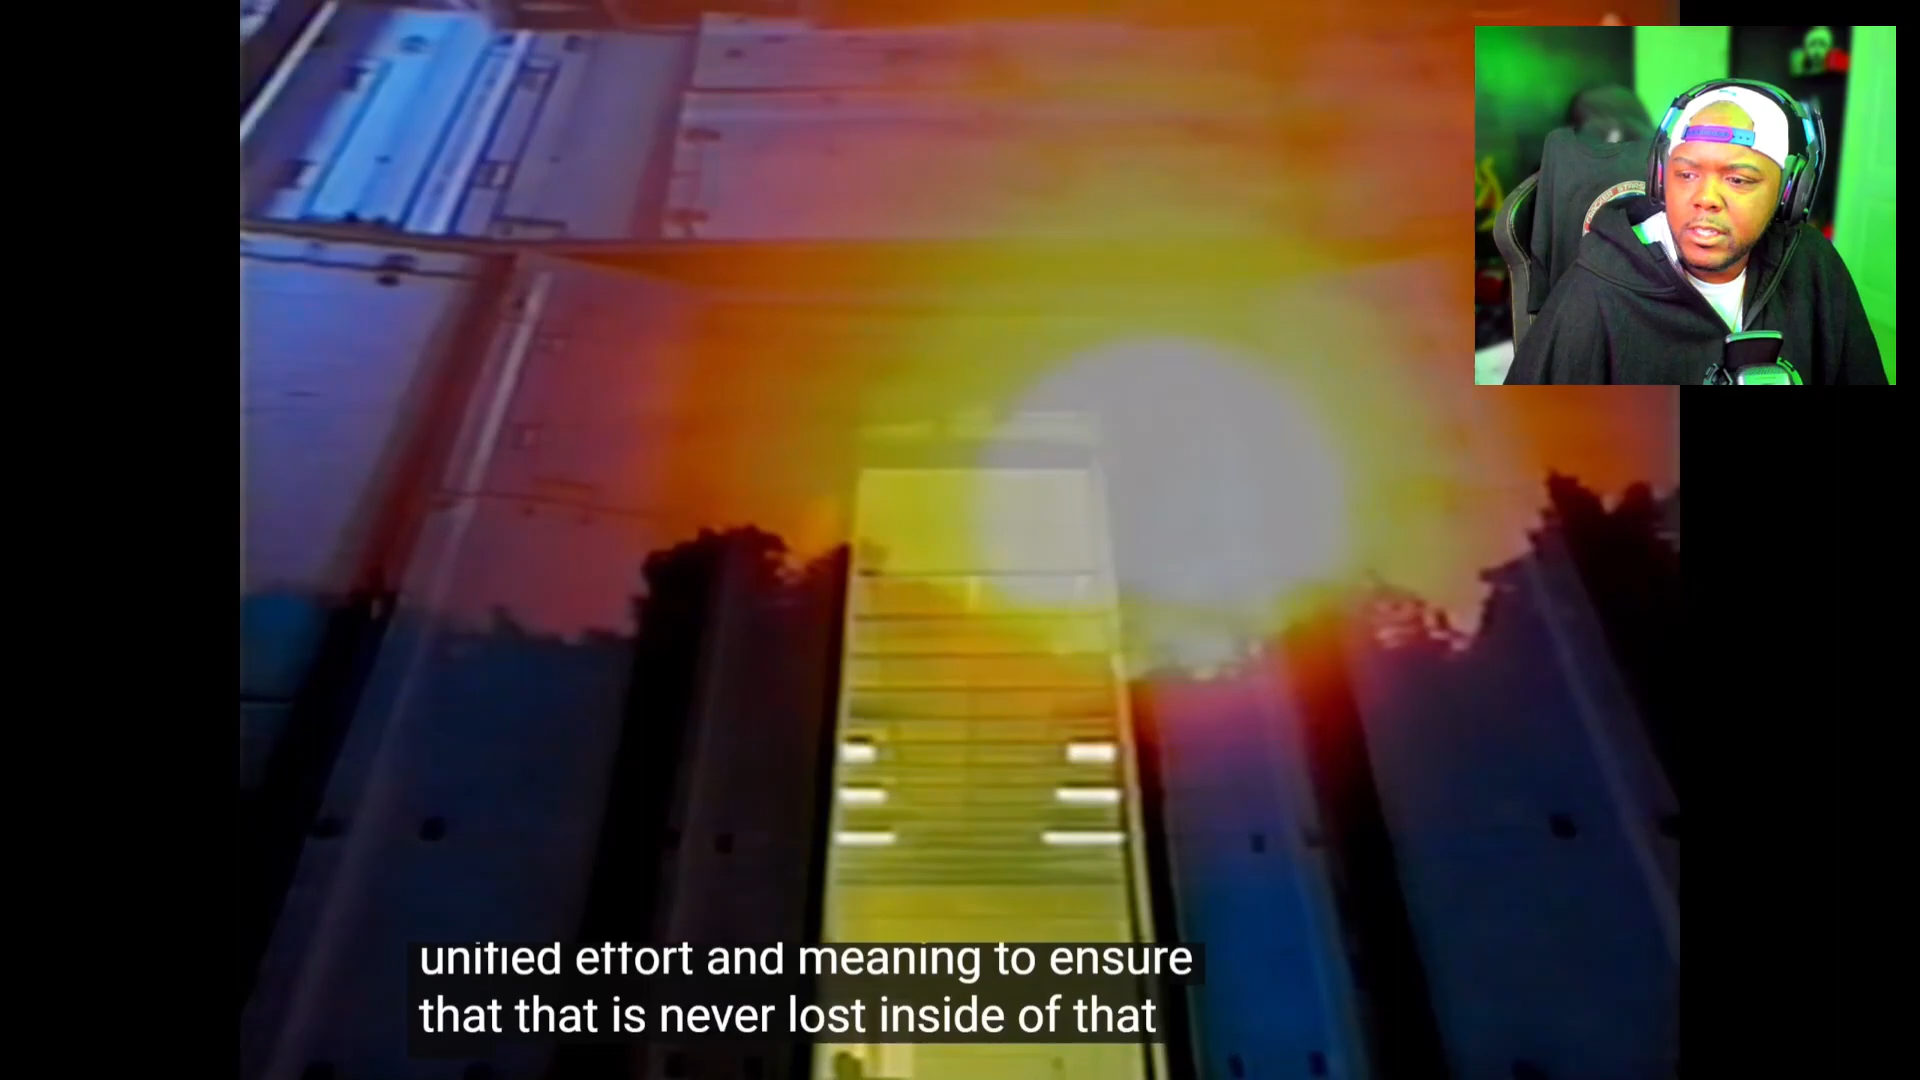 unified effort and meaning to ensure
that that is never lost inside of that